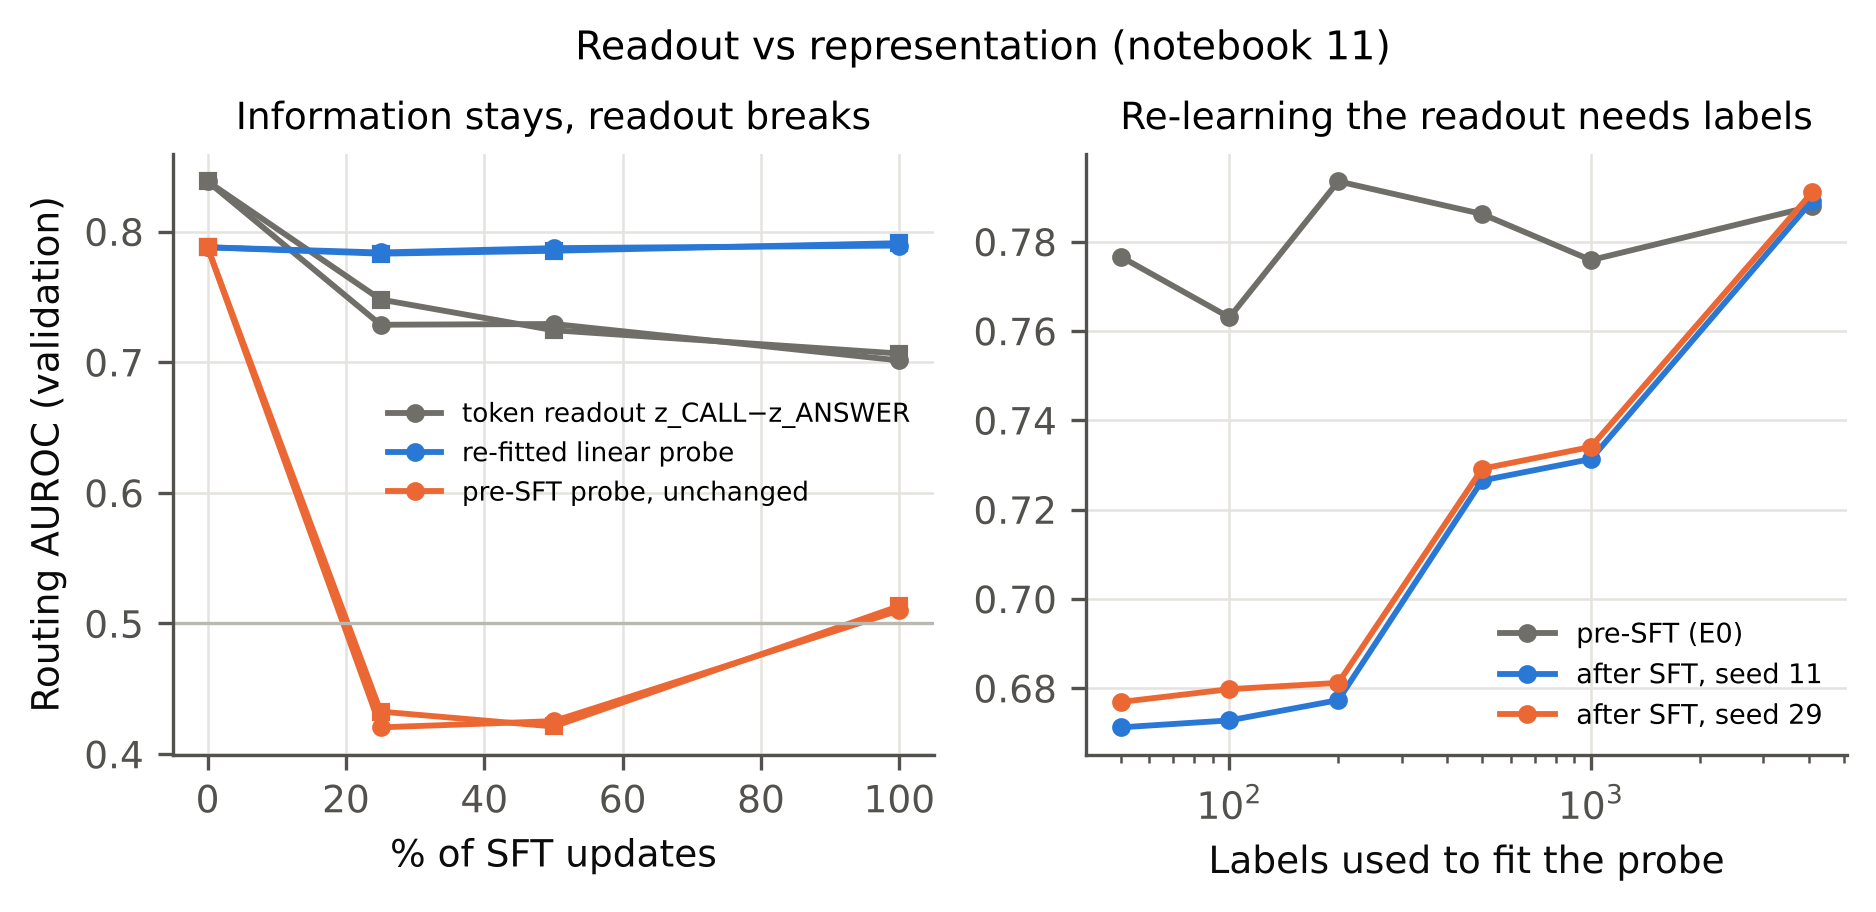 Readout vs representation (notebook 11)
Information stays, readout breaks
Routing AUROC (validation)
0.8
0.7
0.6
0.5
0.4
token readout z_CALL−z_ANSWER
re-fitted linear probe
pre-SFT probe, unchanged
0 20 40 60 80 100
% of SFT updates
Re-learning the readout needs labels
0.78
0.76
0.74
0.72
0.70
0.68
pre-SFT (E0)
after SFT, seed 11
after SFT, seed 29
10² 10³
Labels used to fit the probe